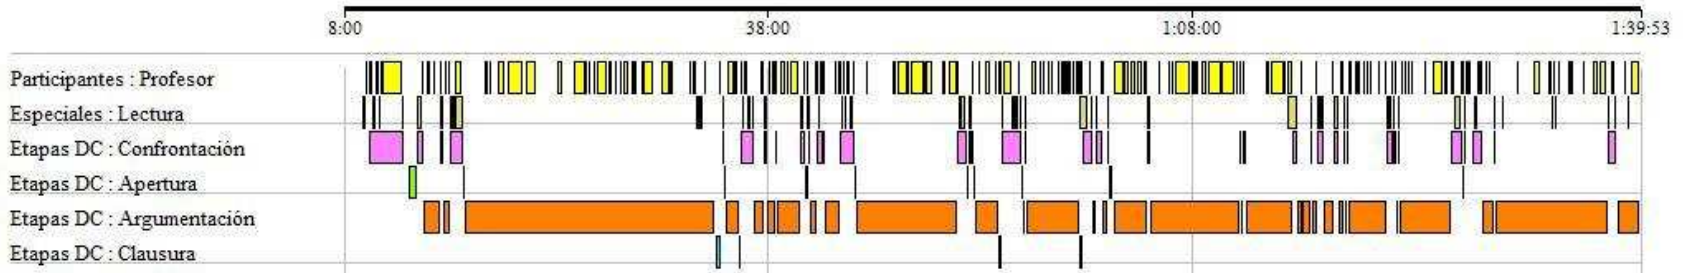 8:00 38:00 1:08:00 1:39:53
Participantes : Profesor
Especiales : Lectura
Etapas DC : Confrontación
Etapas DC : Apertura
Etapas DC : Argumentación
Etapas DC : Clausura